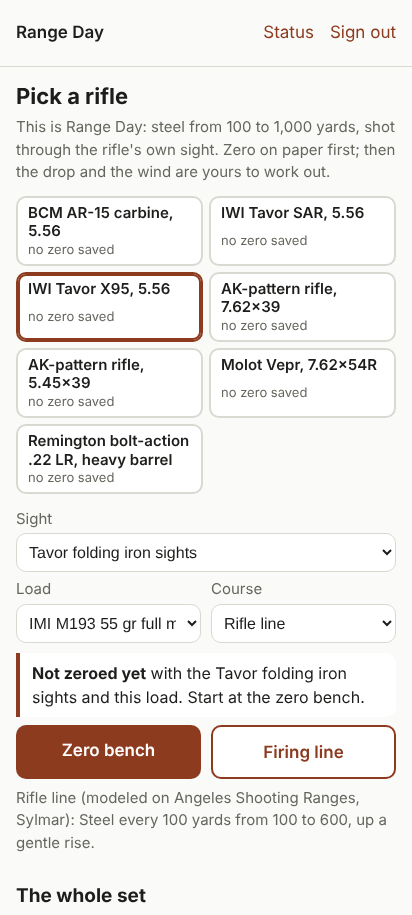 Range Day
Status Sign out
Pick a rifle
This is Range Day: steel from 100 to 1,000 yards, shot
through the rifle's own sight. Zero on paper first; then
the drop and the wind are yours to work out.
BCM AR-15 carbine,
5.56
no zero saved
IWI Tavor SAR, 5.56
no zero saved
IWI Tavor X95, 5.56
no zero saved
AK-pattern rifle,
7.62×39
no zero saved
AK-pattern rifle,
5.45×39
no zero saved
Molot Vepr, 7.62×54R
no zero saved
Remington bolt-action
.22 LR, heavy barrel
no zero saved
Sight
Tavor folding iron sights
Load
IMI M193 55 gr full m
Course
Rifle line
Not zeroed yet with the Tavor folding iron
sights and this load. Start at the zero bench.
Zero bench
Firing line
Rifle line (modeled on Angeles Shooting Ranges,
Sylmar): Steel every 100 yards from 100 to 600, up a
gentle rise.
The whole set